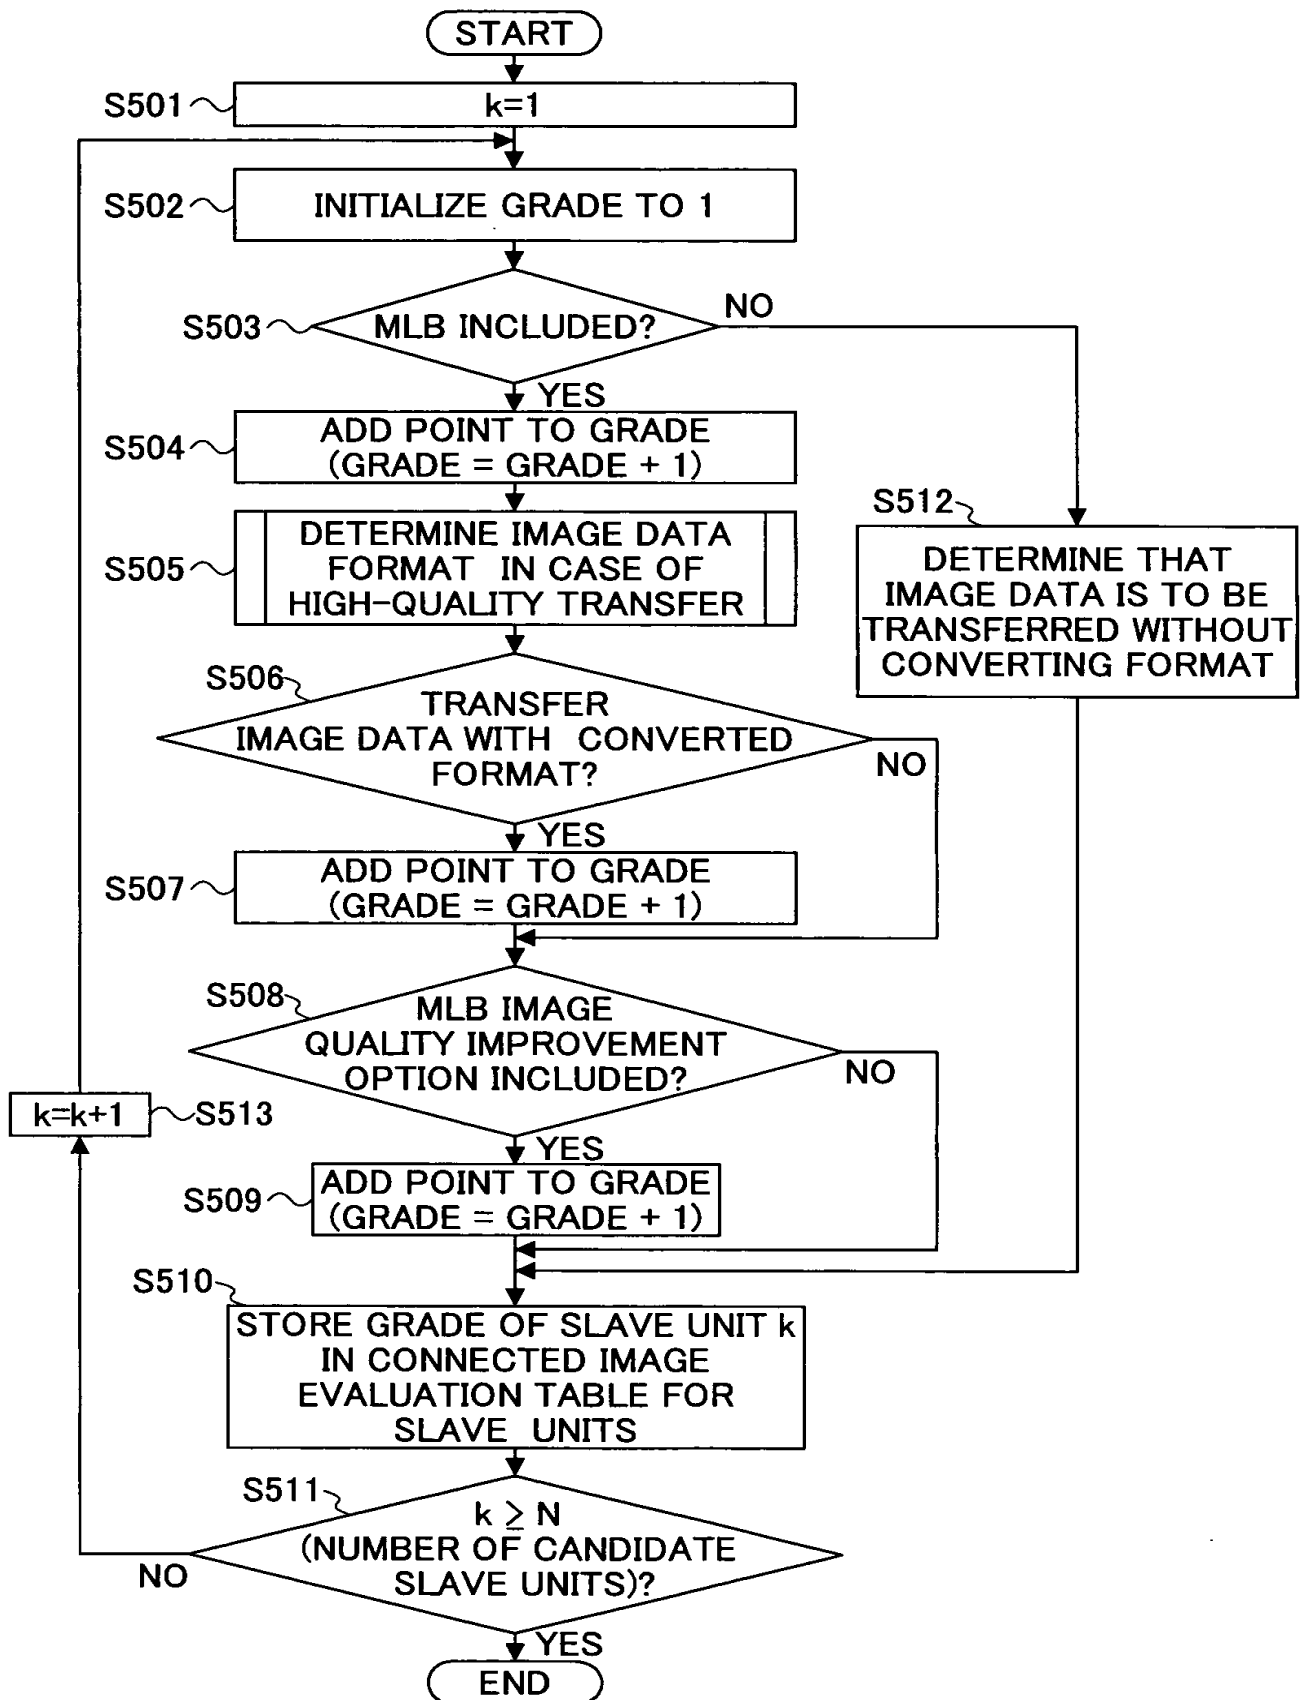 START
S501
k=1
S502
INITIALIZE GRADE TO 1
S503
MLB INCLUDED?
NO
YES
S504
ADD POINT TO GRADE
(GRADE = GRADE + 1)
S505
DETERMINE IMAGE DATA
FORMAT IN CASE OF
HIGH-QUALITY TRANSFER
S512
DETERMINE THAT
IMAGE DATA IS TO BE
TRANSFERRED WITHOUT
CONVERTING FORMAT
S506
TRANSFER
IMAGE DATA WITH CONVERTED
FORMAT?
NO
YES
S507
ADD POINT TO GRADE
(GRADE = GRADE + 1)
S508
MLB IMAGE
QUALITY IMPROVEMENT
OPTION INCLUDED?
NO
YES
k=k+1
S513
S509
ADD POINT TO GRADE
(GRADE = GRADE + 1)
S510
STORE GRADE OF SLAVE UNIT k
IN CONNECTED IMAGE
EVALUATION TABLE FOR
SLAVE UNITS
S511
k ≥ N
(NUMBER OF CANDIDATE
SLAVE UNITS)?
NO
YES
END